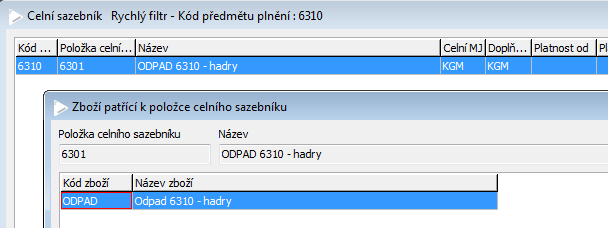 Celní sazebník   Rychlý filtr - Kód předmětu plnění : 6310
Kód ... Položka celní... Název Celní MJ Doplň... Platnost od Pl
6310 6301 ODPAD 6310 - hadry KGM KGM
Zboží patřící k položce celního sazebníku
Položka celního sazebníku Název
6301 ODPAD 6310 - hadry
Kód zboží Název zboží
ODPAD Odpad 6310 - hadry